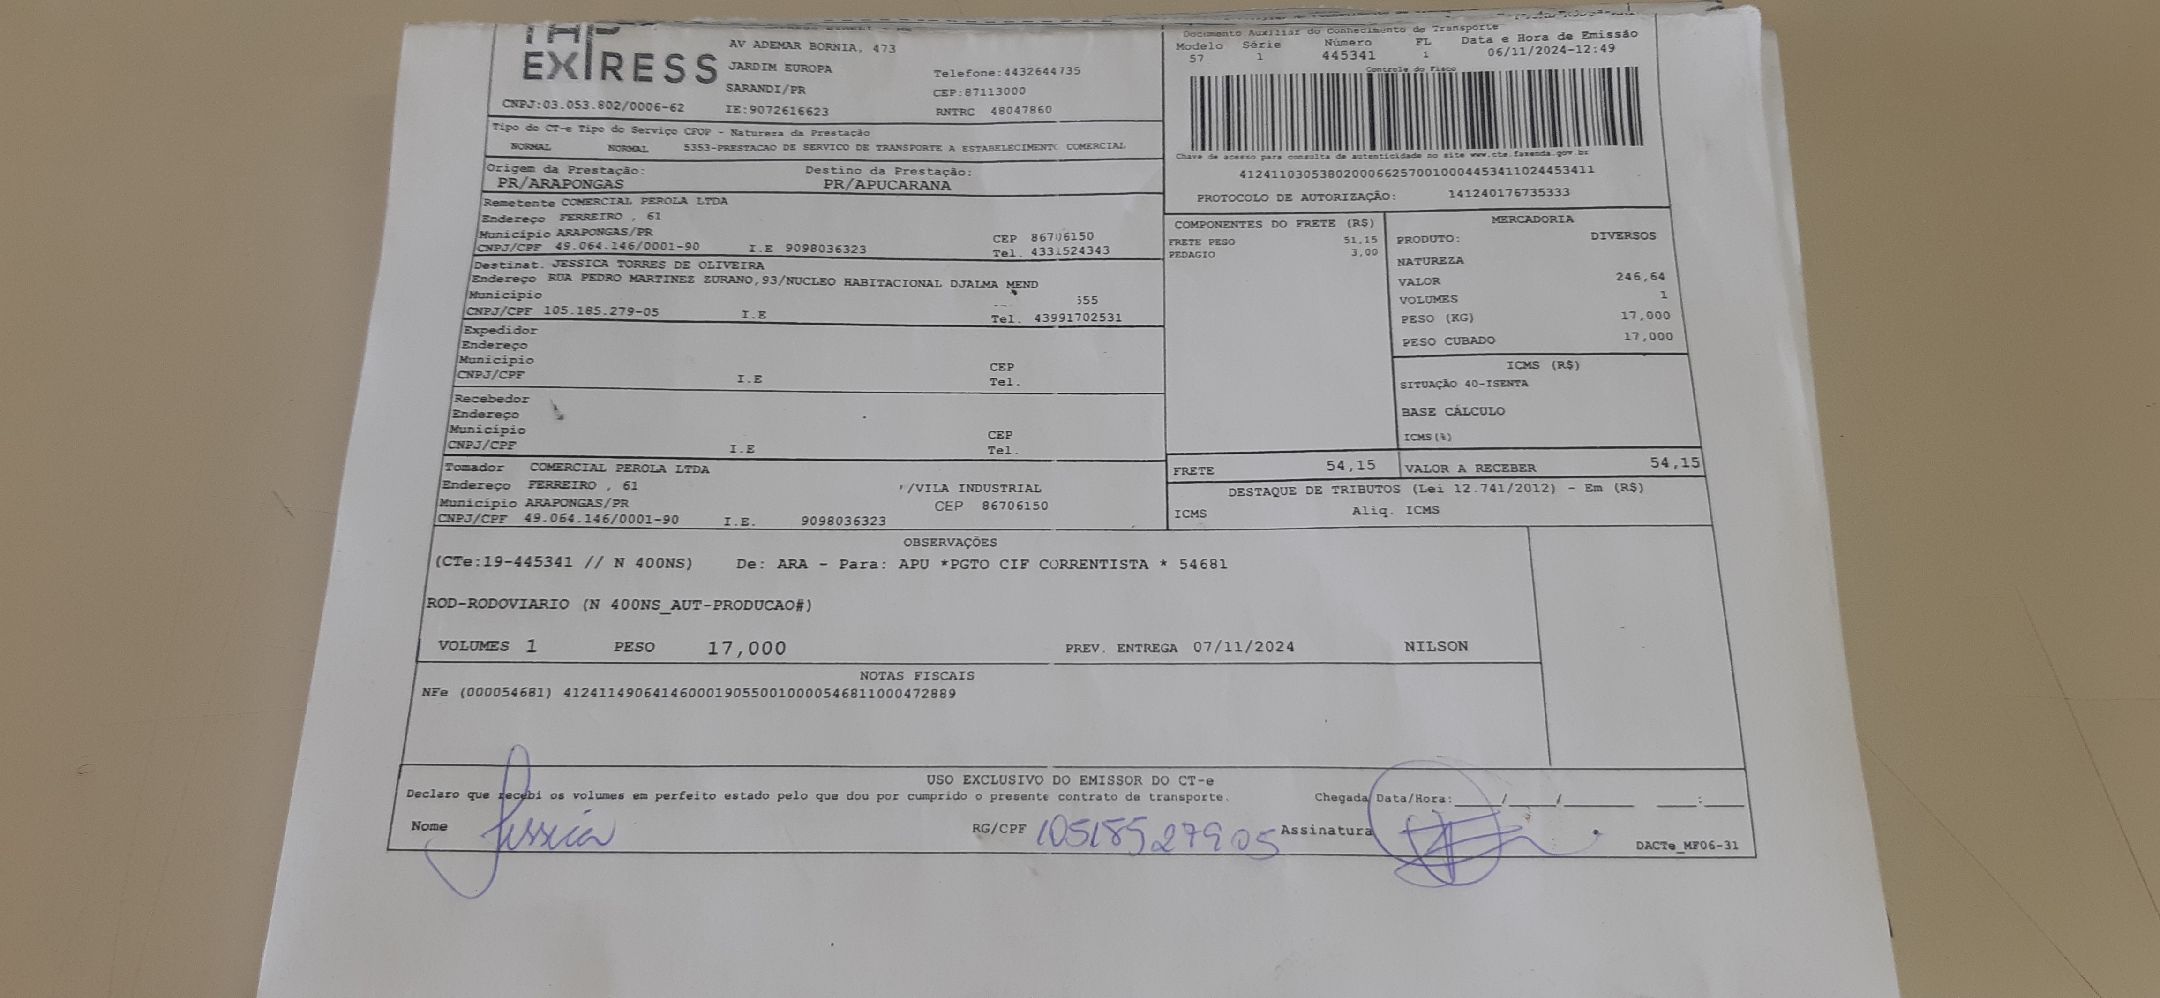 EXPRESS
AV ADEMAR BORNIA, 473
JARDIM EUROPA
Telefone:4432644735
SARANDI/PR
CEP:87113000
CNPJ:03.053.802/0006-62
IE:9072616623
RNTRC 48047860
Documento Auxiliar do Conhecimento de Transporte
Modelo Série Número FL Data e Hora de Emissão
57 1 445341 1 06/11/2024-12:49
Controle do Fisco
Chave de acesso para consulta de autenticidade no site www.cte.fazenda.gov.br
41241103053802000662570010004453411024453411
PROTOCOLO DE AUTORIZAÇÃO: 141240176735333
Tipo do CT-e Tipo do Serviço CFOP - Natureza da Prestação
NORMAL NORMAL 5353-PRESTACAO DE SERVICO DE TRANSPORTE A ESTABELECIMENTO COMERCIAL
Origem da Prestação: Destino da Prestação:
PR/ARAPONGAS PR/APUCARANA
Remetente COMERCIAL PEROLA LTDA
Endereço FERREIRO , 61
Município ARAPONGAS/PR CEP 86706150
CNPJ/CPF 49.064.146/0001-90 I.E 9098036323 Tel. 4331524343
Destinat. JESSICA TORRES DE OLIVEIRA
Endereço RUA PEDRO MARTINEZ ZURANO,93/NUCLEO HABITACIONAL DJALMA MEND
Município 655
CNPJ/CPF 105.185.279-05 I.E Tel. 43991702531
Expedidor
Endereço
Município CEP
CNPJ/CPF I.E Tel.
Recebedor
Endereço
Município CEP
CNPJ/CPF I.E Tel.
Tomador COMERCIAL PEROLA LTDA
Endereço FERREIRO , 61 /VILA INDUSTRIAL
Município ARAPONGAS/PR CEP 86706150
CNPJ/CPF 49.064.146/0001-90 I.E. 9098036323
COMPONENTES DO FRETE (R$)
FRETE PESO 51,15
PEDAGIO 3,00
MERCADORIA
PRODUTO: DIVERSOS
NATUREZA
VALOR 246,64
VOLUMES 1
PESO (KG) 17,000
PESO CUBADO 17,000
ICMS (R$)
SITUAÇÃO 40-ISENTA
BASE CÁLCULO
ICMS(%)
FRETE 54,15 VALOR A RECEBER 54,15
DESTAQUE DE TRIBUTOS (Lei 12.741/2012) - Em (R$)
ICMS Aliq. ICMS
OBSERVAÇÕES
(CTe:19-445341 // N 400NS) De: ARA - Para: APU *PGTO CIF CORRENTISTA * 54681
ROD-RODOVIARIO (N 400NS_AUT-PRODUCAO#)
VOLUMES 1 PESO 17,000 PREV. ENTREGA 07/11/2024 NILSON
NOTAS FISCAIS
NFe (000054681) 41241149064146000190550010000546811000472889
USO EXCLUSIVO DO EMISSOR DO CT-e
Declaro que recebi os volumes em perfeito estado pelo que dou por cumprido o presente contrato de transporte. Chegada Data/Hora:____/____/______ ___:___
Nome Jessica RG/CPF 10518527905 Assinatura
DACTe_MF06-31